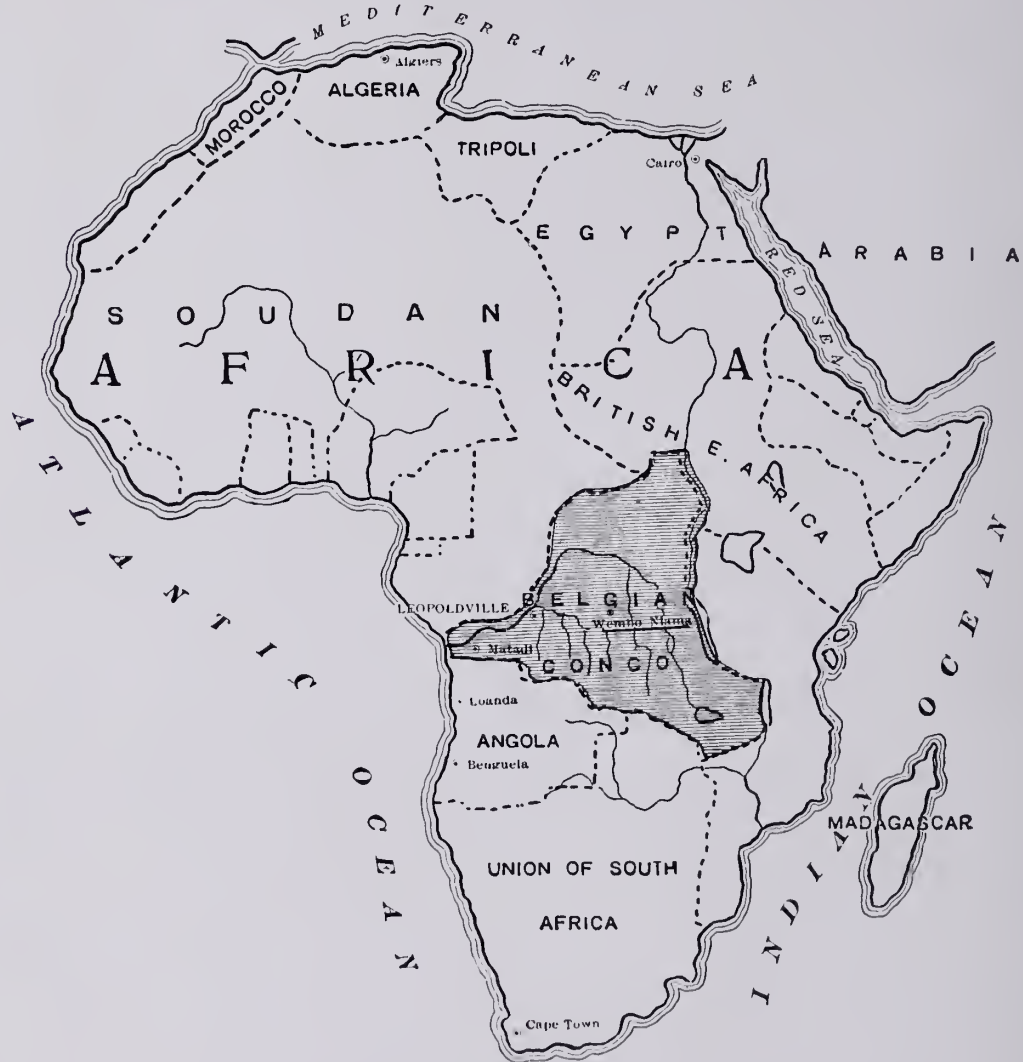 MEDITERRANEAN SEA
Algiers
ALGERIA
MOROCCO
TRIPOLI
Cairo
EGYPT
ARABIA
RED SEA
SOUDAN
AFRICA
BRITISH E. AFRICA
ATLANTIC OCEAN
LEOPOLDVILLE
BELGIAN CONGO
Wembo Niama
Matadi
Loanda
ANGOLA
Benguela
INDIAN OCEAN
MADAGASCAR
UNION OF SOUTH
AFRICA
Cape Town